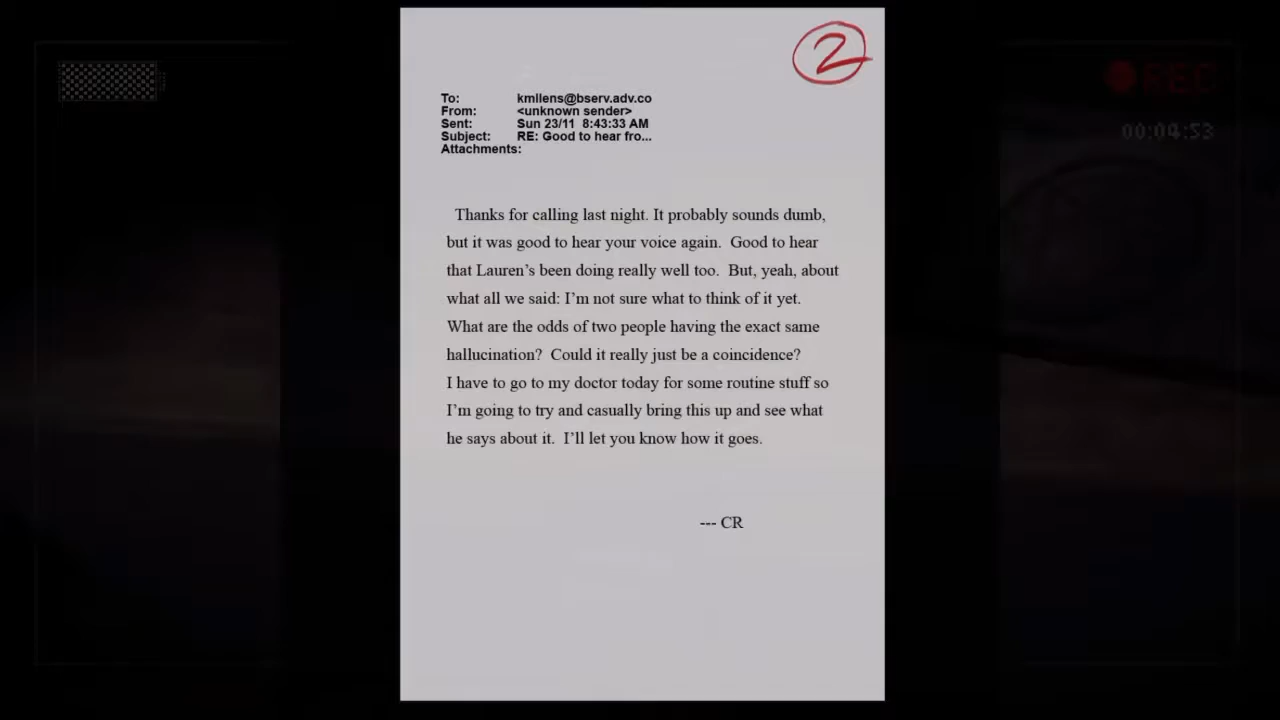 2
REC
00:04:53
To: kmllens@bserv.adv.co
From: <unknown sender>
Sent: Sun 23/11 8:43:33 AM
Subject: RE: Good to hear fro...
Attachments:
Thanks for calling last night. It probably sounds dumb,
but it was good to hear your voice again. Good to hear
that Lauren's been doing really well too. But, yeah, about
what all we said: I'm not sure what to think of it yet.
What are the odds of two people having the exact same
hallucination? Could it really just be a coincidence?
I have to go to my doctor today for some routine stuff so
I'm going to try and casually bring this up and see what
he says about it. I'll let you know how it goes.
--- CR